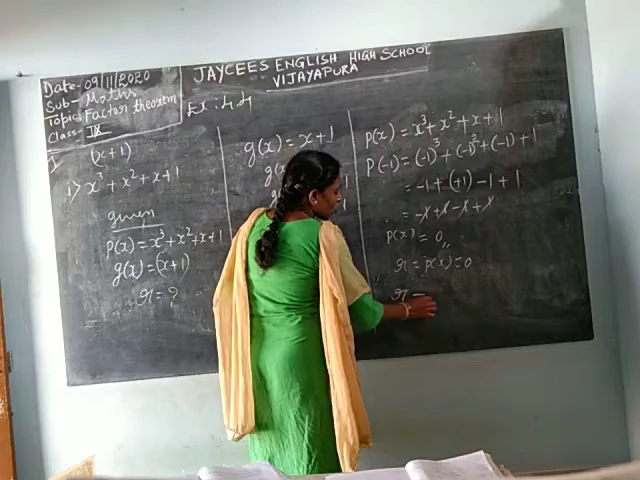 JAYCEES ENGLISH HIGH SCHOOL
VIJAYAPURA
Date- 09/11/2020
Sub- Maths
Topic- Factor theorem
Class- IX
Ex: 4.4
1
(x+1)
i) x³ + x² + x + 1
given
p(x) = x³ + x² + x + 1
g(x) = (x+1)
r = ?
g(x) = x + 1
p(x) = x³ + x² + x + 1
p(-1) = (-1)³ + (-1)² + (-1) + 1
= -1 + (+1) - 1 + 1
= -1 + 1 - 1 + 1
p(x) = 0,,
r = p(x) = 0
r =